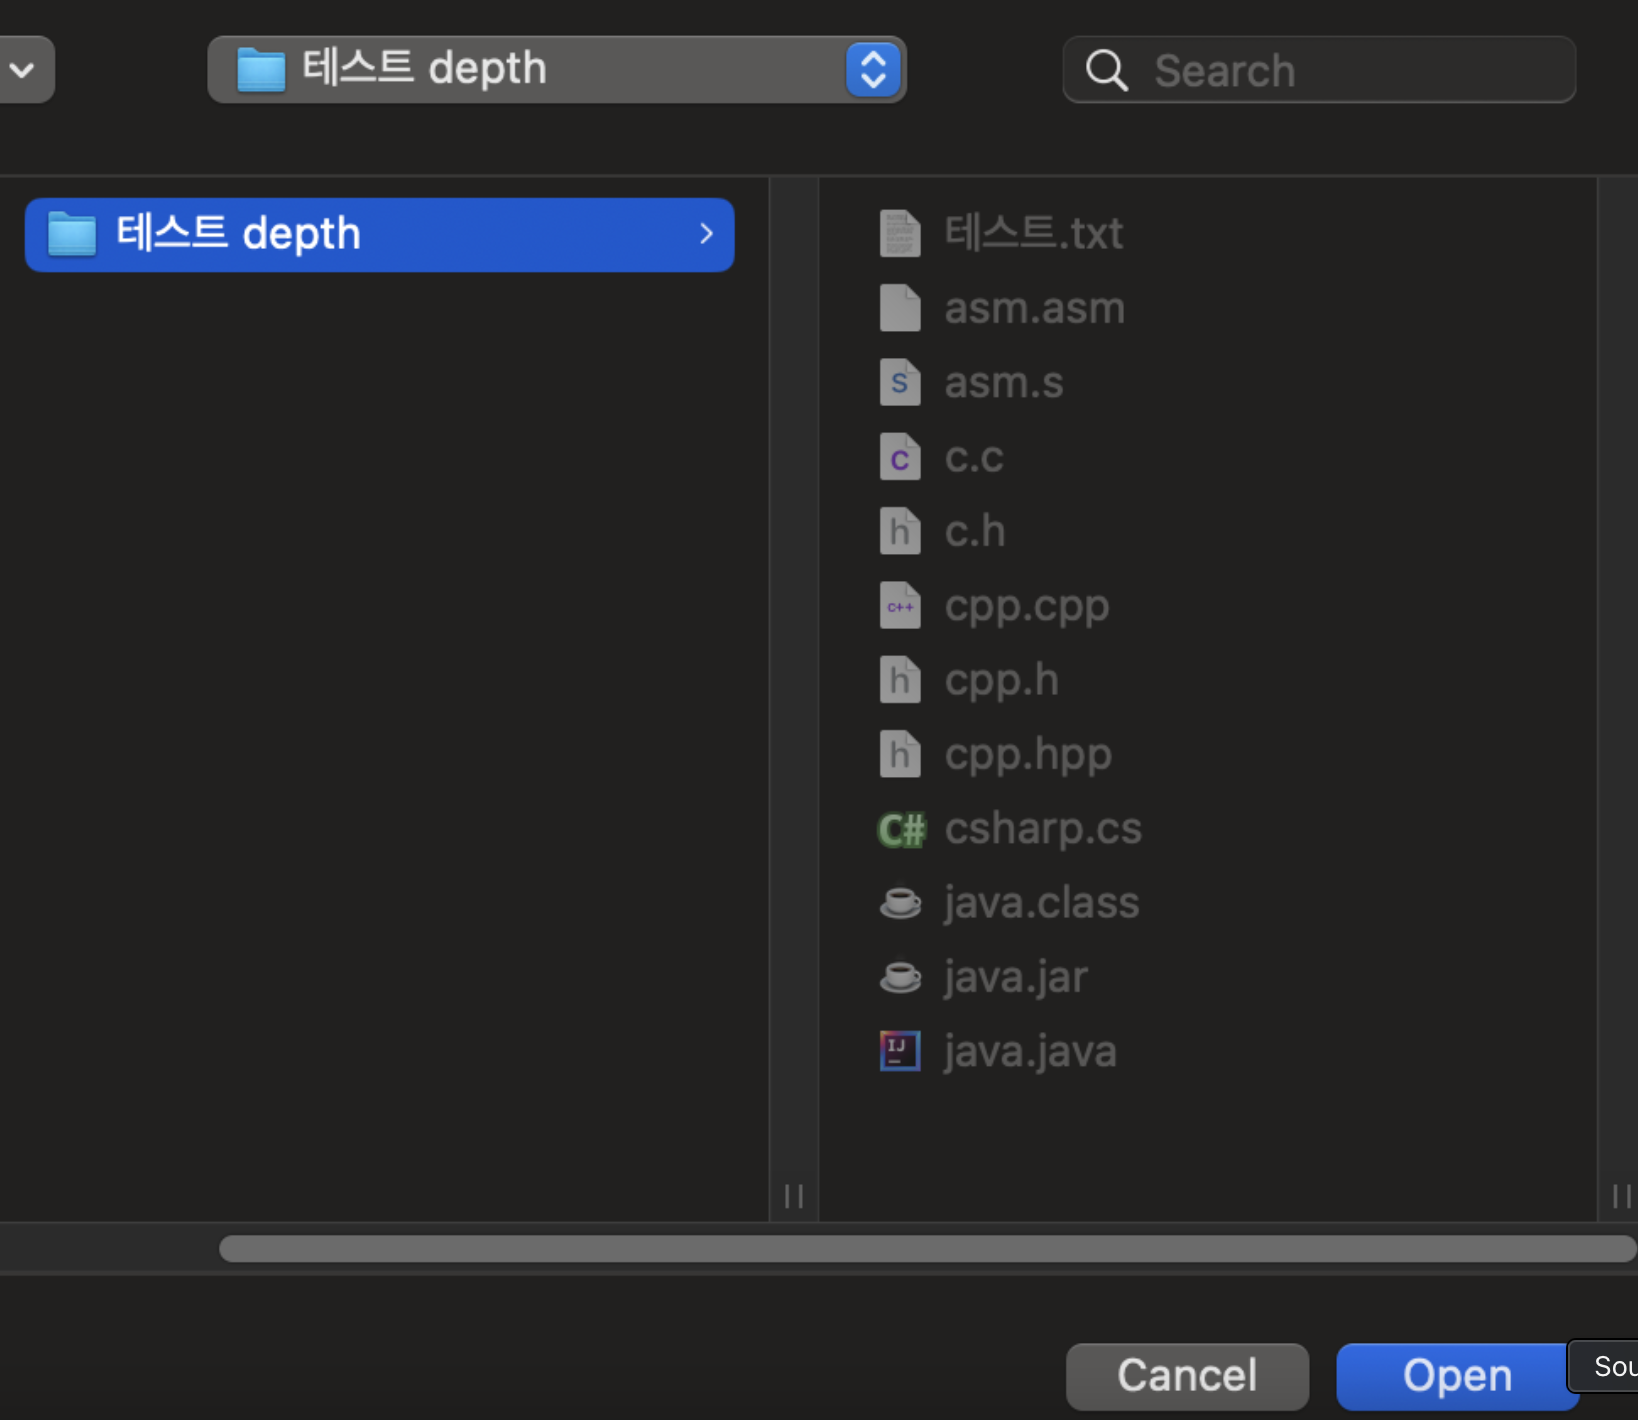 테스트 depth
Search
테스트 depth
테스트.txt
asm.asm
S
asm.s
C
c.c
h
c.h
C++
cpp.cpp
h
cpp.h
h
cpp.hpp
C#
csharp.cs
java.class
java.jar
IJ
java.java
Cancel
Open
Sou